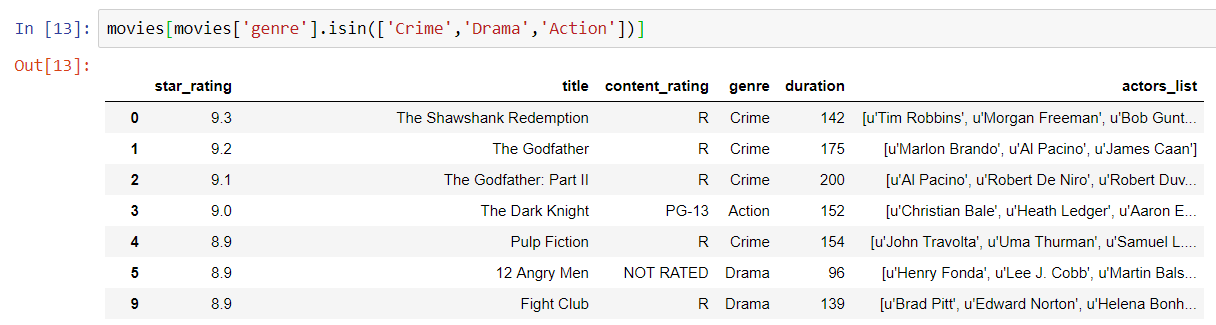 In [13]: movies[movies['genre'].isin(['Crime','Drama','Action'])]
Out[13]:
star_rating title content_rating genre duration actors_list
0 9.3 The Shawshank Redemption R Crime 142 [u'Tim Robbins', u'Morgan Freeman', u'Bob Gunt...
1 9.2 The Godfather R Crime 175 [u'Marlon Brando', u'Al Pacino', u'James Caan']
2 9.1 The Godfather: Part II R Crime 200 [u'Al Pacino', u'Robert De Niro', u'Robert Duv...
3 9.0 The Dark Knight PG-13 Action 152 [u'Christian Bale', u'Heath Ledger', u'Aaron E...
4 8.9 Pulp Fiction R Crime 154 [u'John Travolta', u'Uma Thurman', u'Samuel L....
5 8.9 12 Angry Men NOT RATED Drama 96 [u'Henry Fonda', u'Lee J. Cobb', u'Martin Bals...
9 8.9 Fight Club R Drama 139 [u'Brad Pitt', u'Edward Norton', u'Helena Bonh...